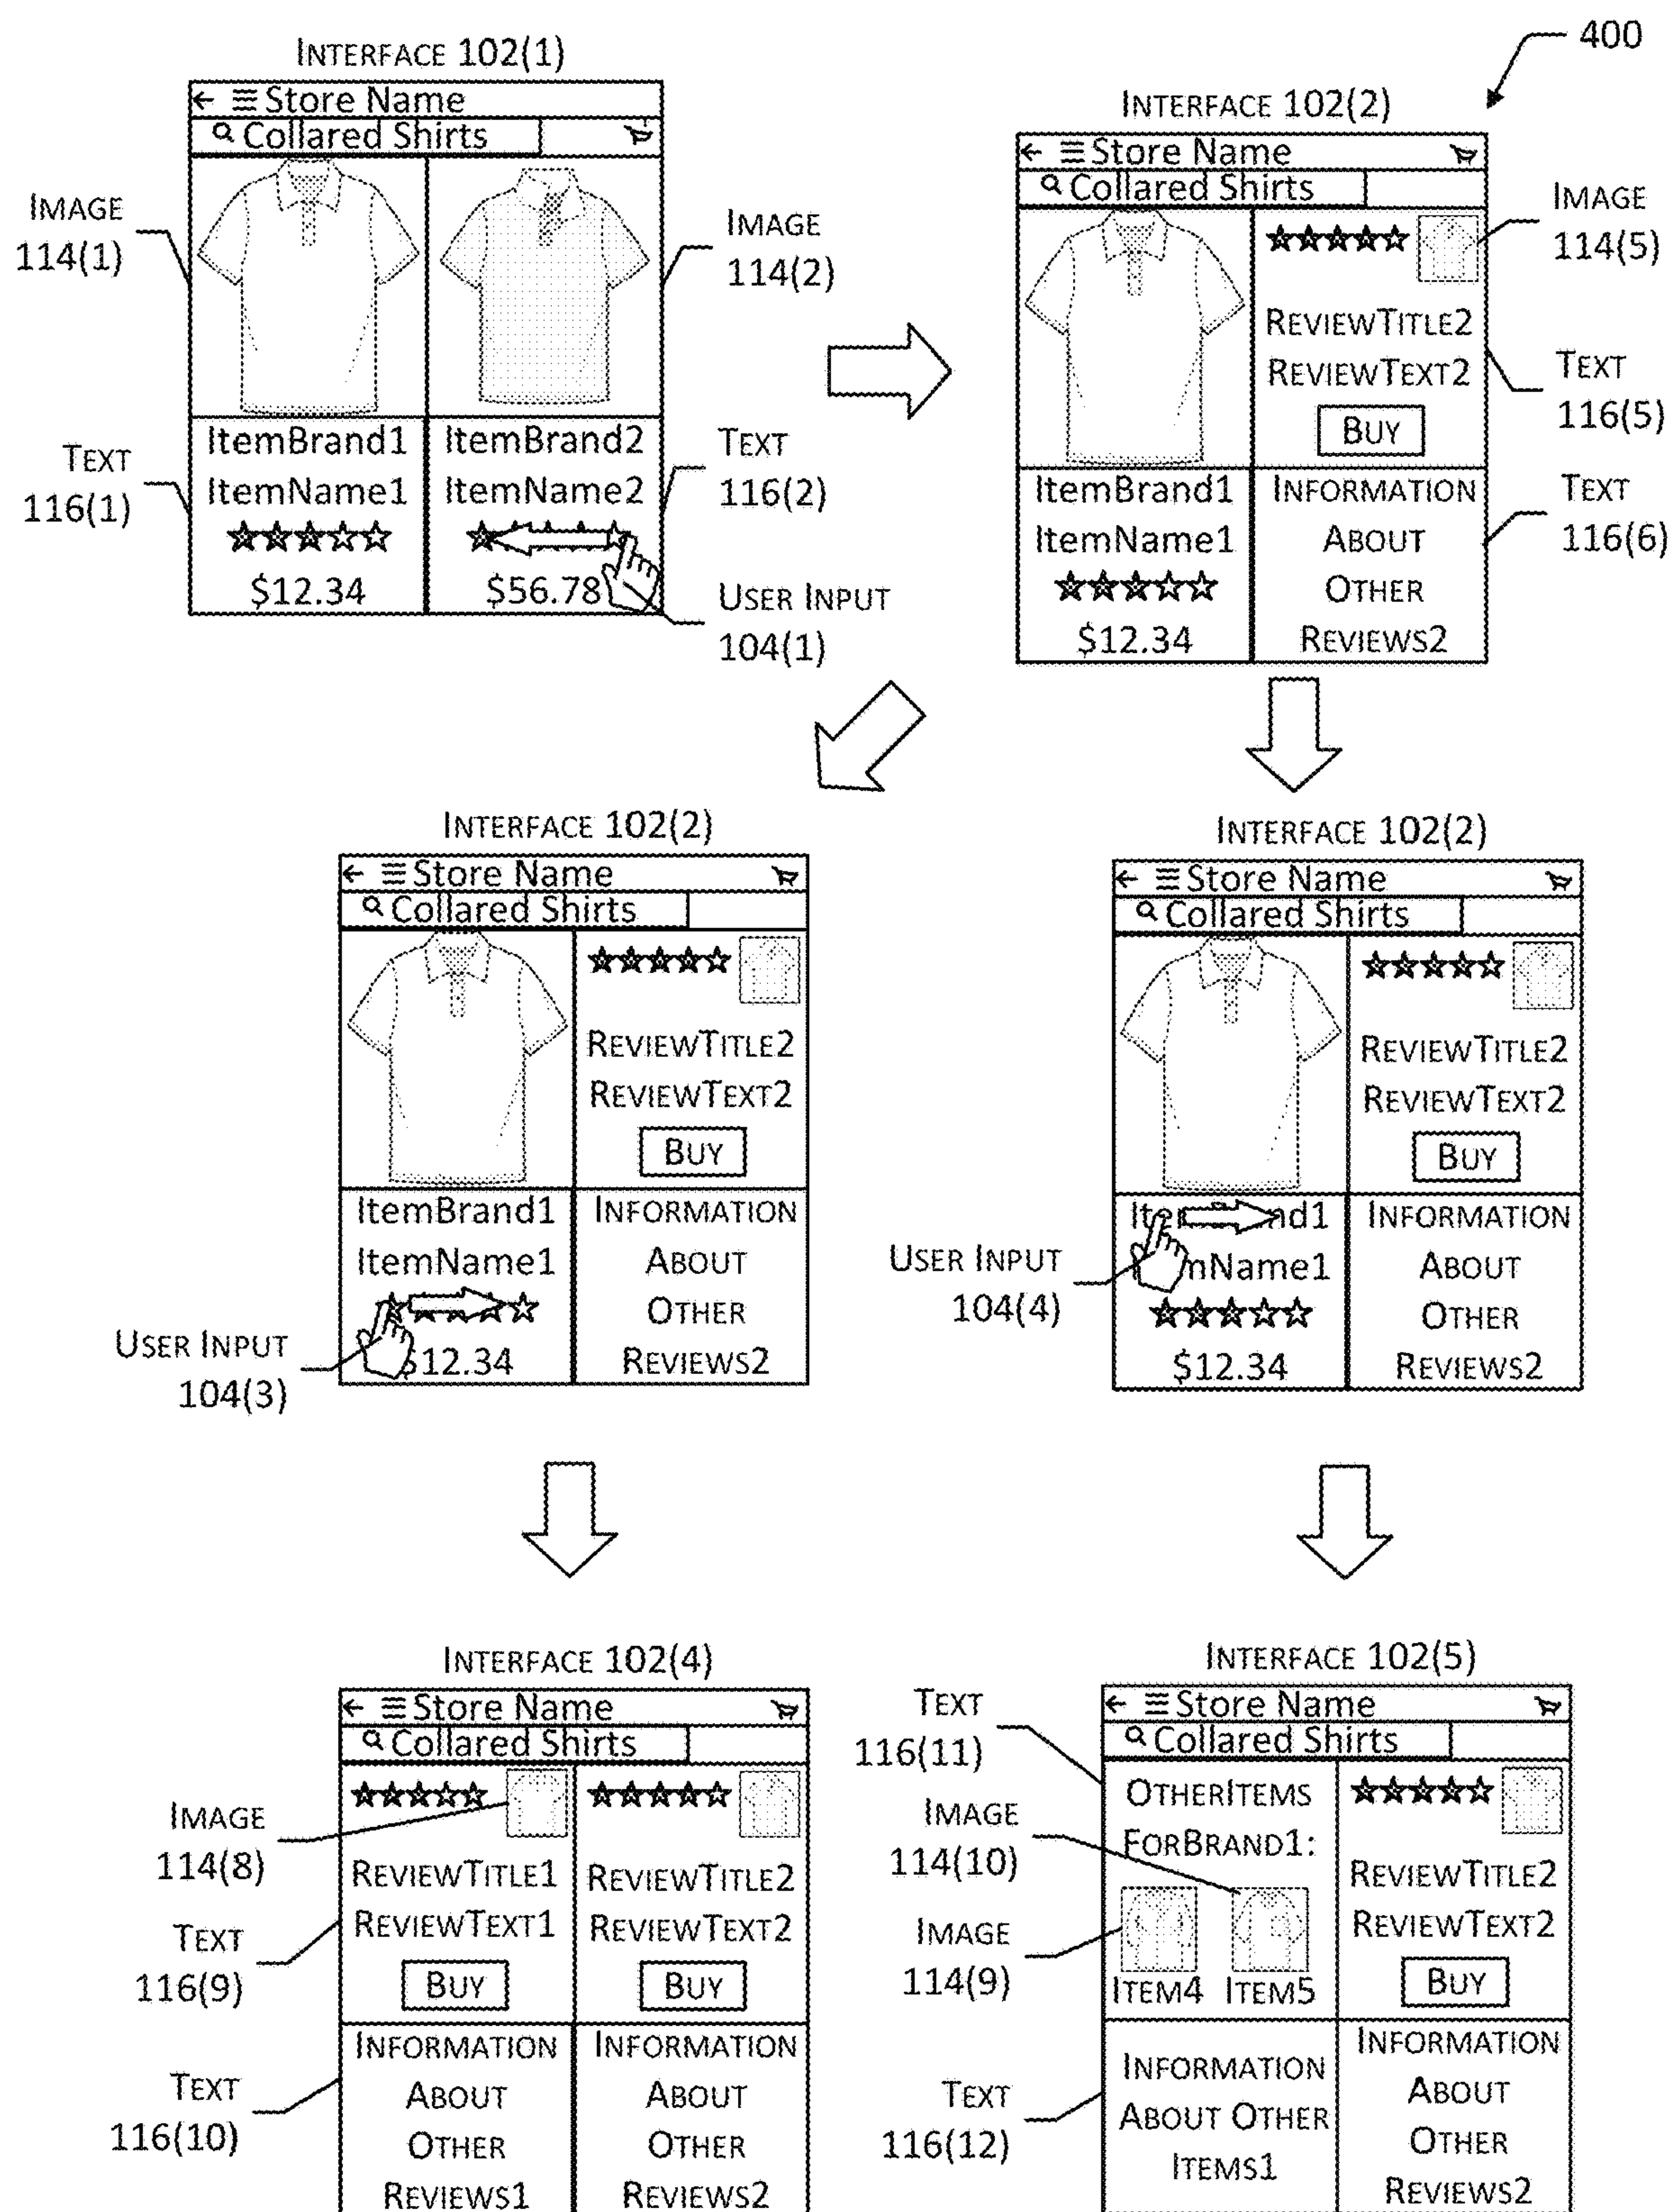 400
INTERFACE 102(1)
Store Name
Collared Shirts
IMAGE
114(1)
IMAGE
114(2)
ItemBrand1
ItemName1
$12.34
ItemBrand2
ItemName2
$56.78
TEXT
116(1)
TEXT
116(2)
USER INPUT
104(1)
INTERFACE 102(2)
Store Name
Collared Shirts
IMAGE
114(5)
REVIEWTITLE2
REVIEWTEXT2
BUY
TEXT
116(5)
ItemBrand1
ItemName1
$12.34
INFORMATION
ABOUT
OTHER
REVIEWS2
TEXT
116(6)
INTERFACE 102(2)
Store Name
Collared Shirts
REVIEWTITLE2
REVIEWTEXT2
BUY
ItemBrand1
ItemName1
$12.34
INFORMATION
ABOUT
OTHER
REVIEWS2
USER INPUT
104(3)
INTERFACE 102(2)
Store Name
Collared Shirts
REVIEWTITLE2
REVIEWTEXT2
BUY
mName1
$12.34
INFORMATION
ABOUT
OTHER
REVIEWS2
USER INPUT
104(4)
INTERFACE 102(4)
Store Name
Collared Shirts
IMAGE
114(8)
REVIEWTITLE1
REVIEWTEXT1
BUY
REVIEWTITLE2
REVIEWTEXT2
BUY
TEXT
116(9)
INFORMATION
ABOUT
OTHER
REVIEWS1
INFORMATION
ABOUT
OTHER
REVIEWS2
TEXT
116(10)
INTERFACE 102(5)
Store Name
Collared Shirts
TEXT
116(11)
OTHERITEMS
FORBRAND1:
IMAGE
114(10)
IMAGE
114(9)
ITEM4 ITEM5
REVIEWTITLE2
REVIEWTEXT2
BUY
TEXT
116(12)
INFORMATION
ABOUT OTHER
ITEMS1
INFORMATION
ABOUT
OTHER
REVIEWS2